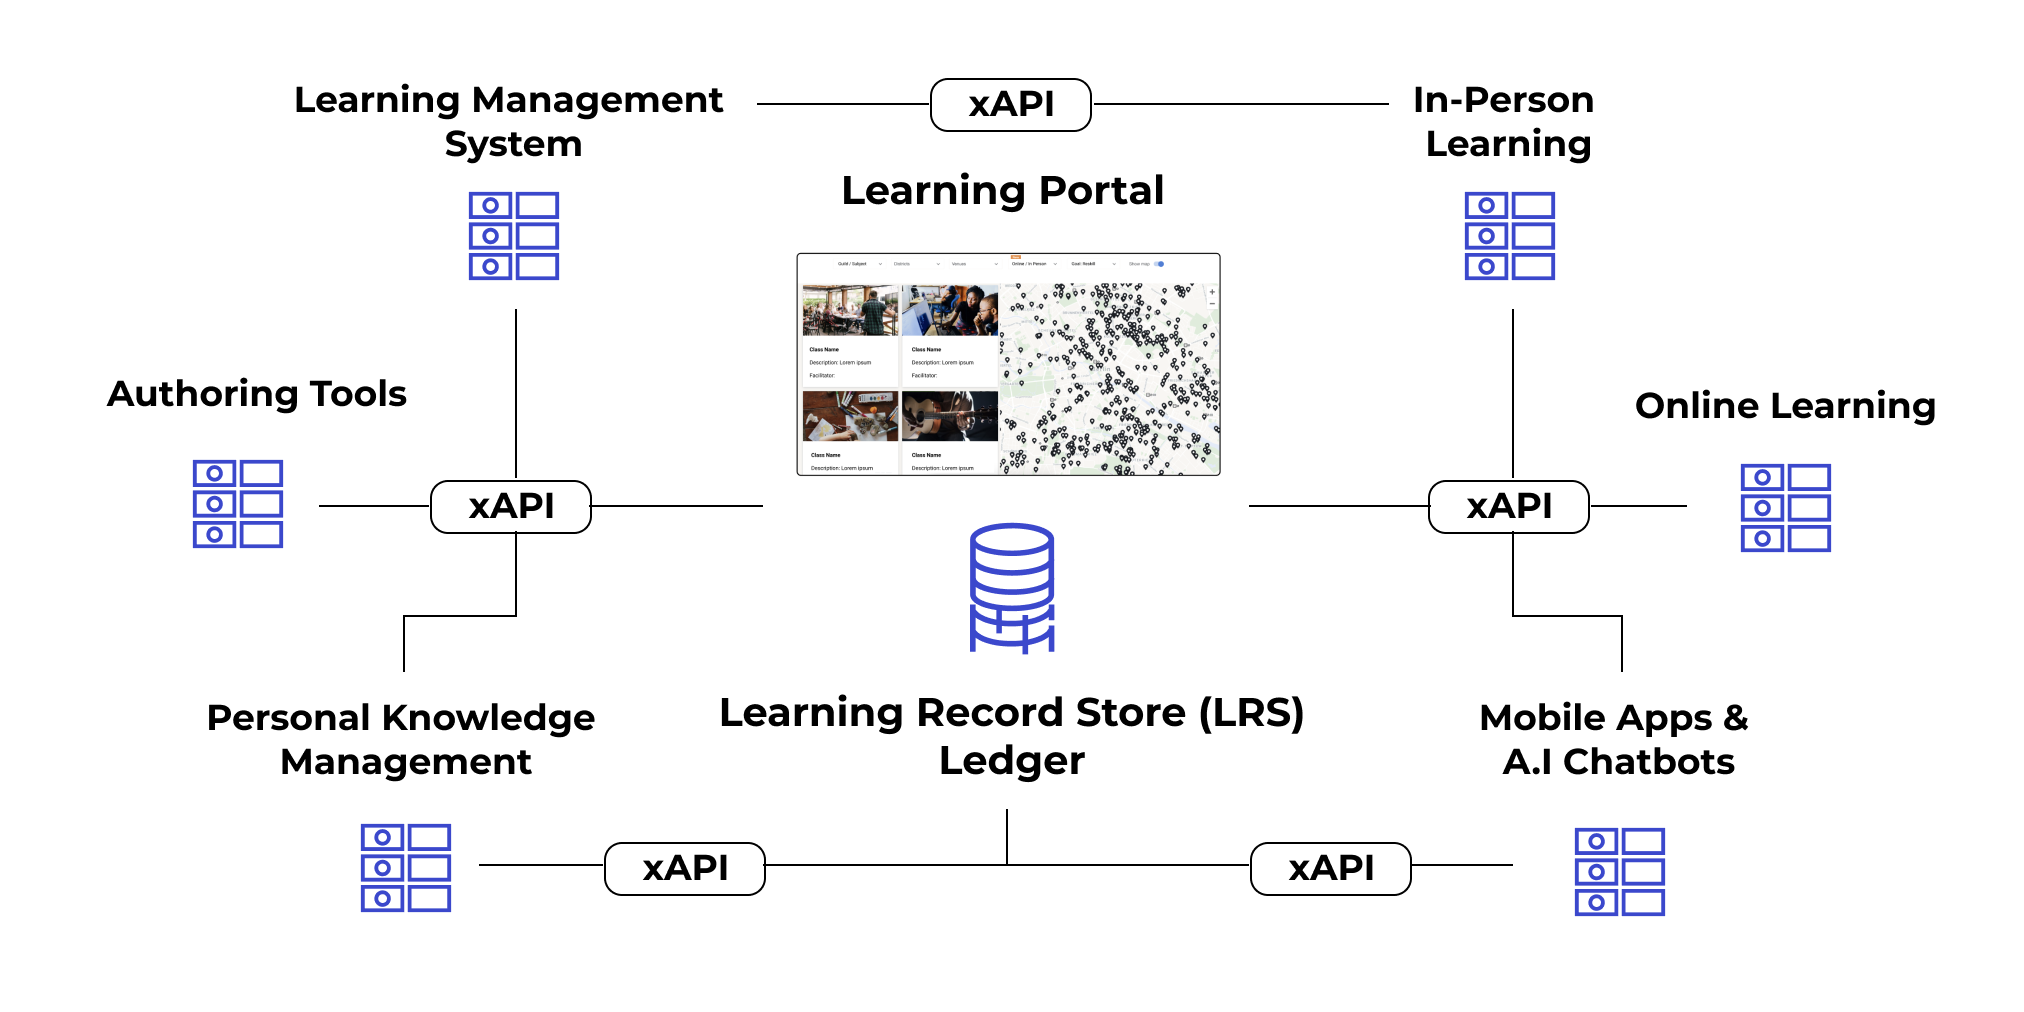 Learning Management
System
xAPI
In-Person
Learning
Learning Portal
Guild / Subject
Districts
Venues
Online / In Person
Goal: Reskill
Show map
Class Name
Description: Lorem ipsum
Facilitator:
Class Name
Description: Lorem ipsum
Facilitator:
Class Name
Description: Lorem ipsum
Class Name
Description: Lorem ipsum
Authoring Tools
Online Learning
xAPI
xAPI
Personal Knowledge
Management
Learning Record Store (LRS)
Ledger
Mobile Apps &
A.I Chatbots
xAPI
xAPI